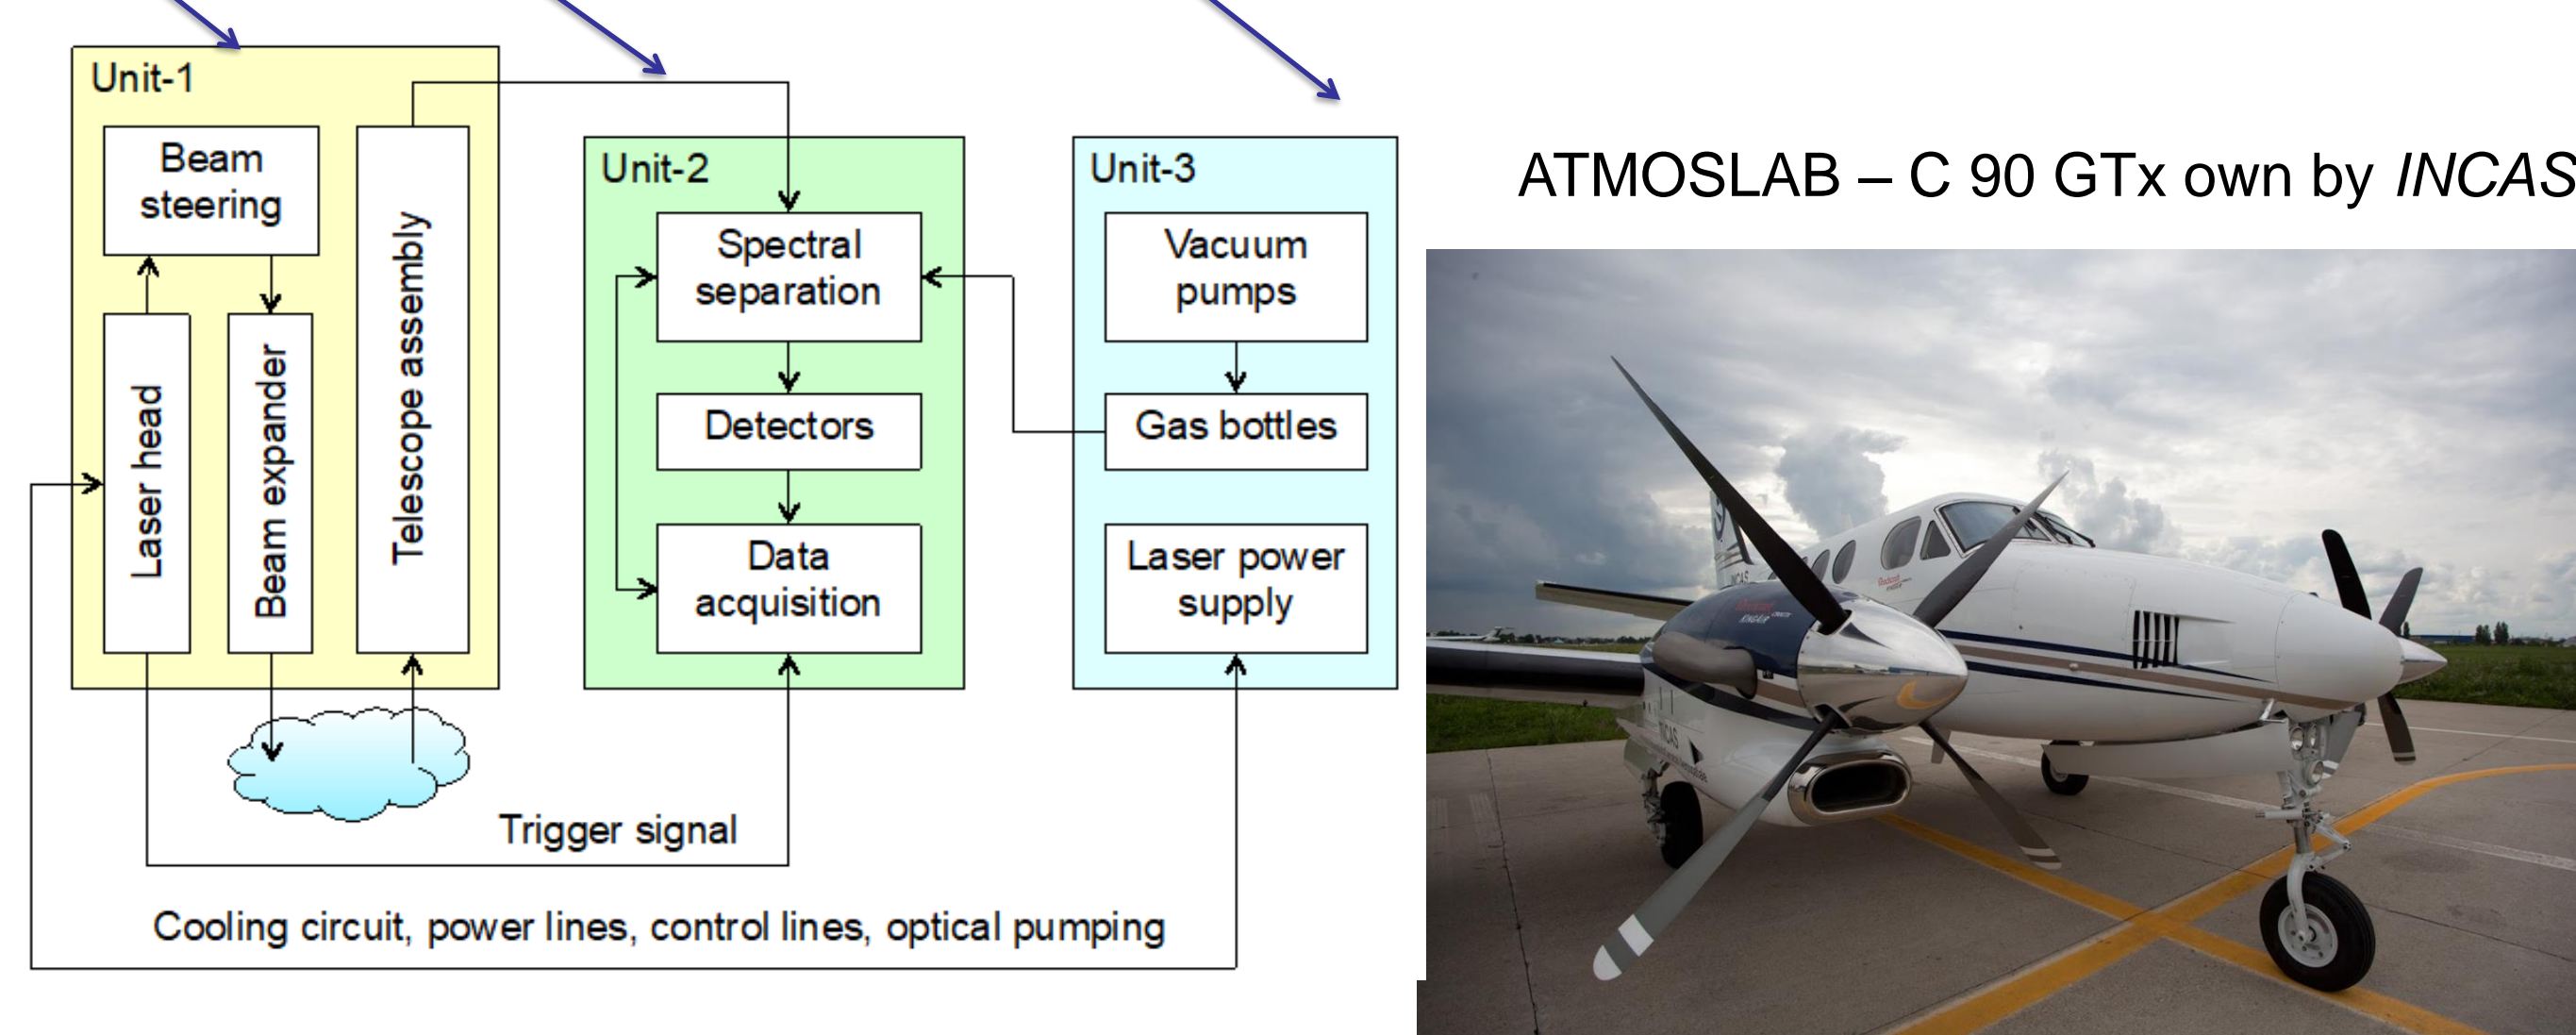 Unit-1
Beam
steering
Laser head
Beam expander
Telescope assembly
Unit-2
Spectral
separation
Detectors
Data
acquisition
Unit-3
Vacuum
pumps
Gas bottles
Laser power
supply
Trigger signal
Cooling circuit, power lines, control lines, optical pumping
ATMOSLAB – C 90 GTx own by INCAS
INCAS
INCAS